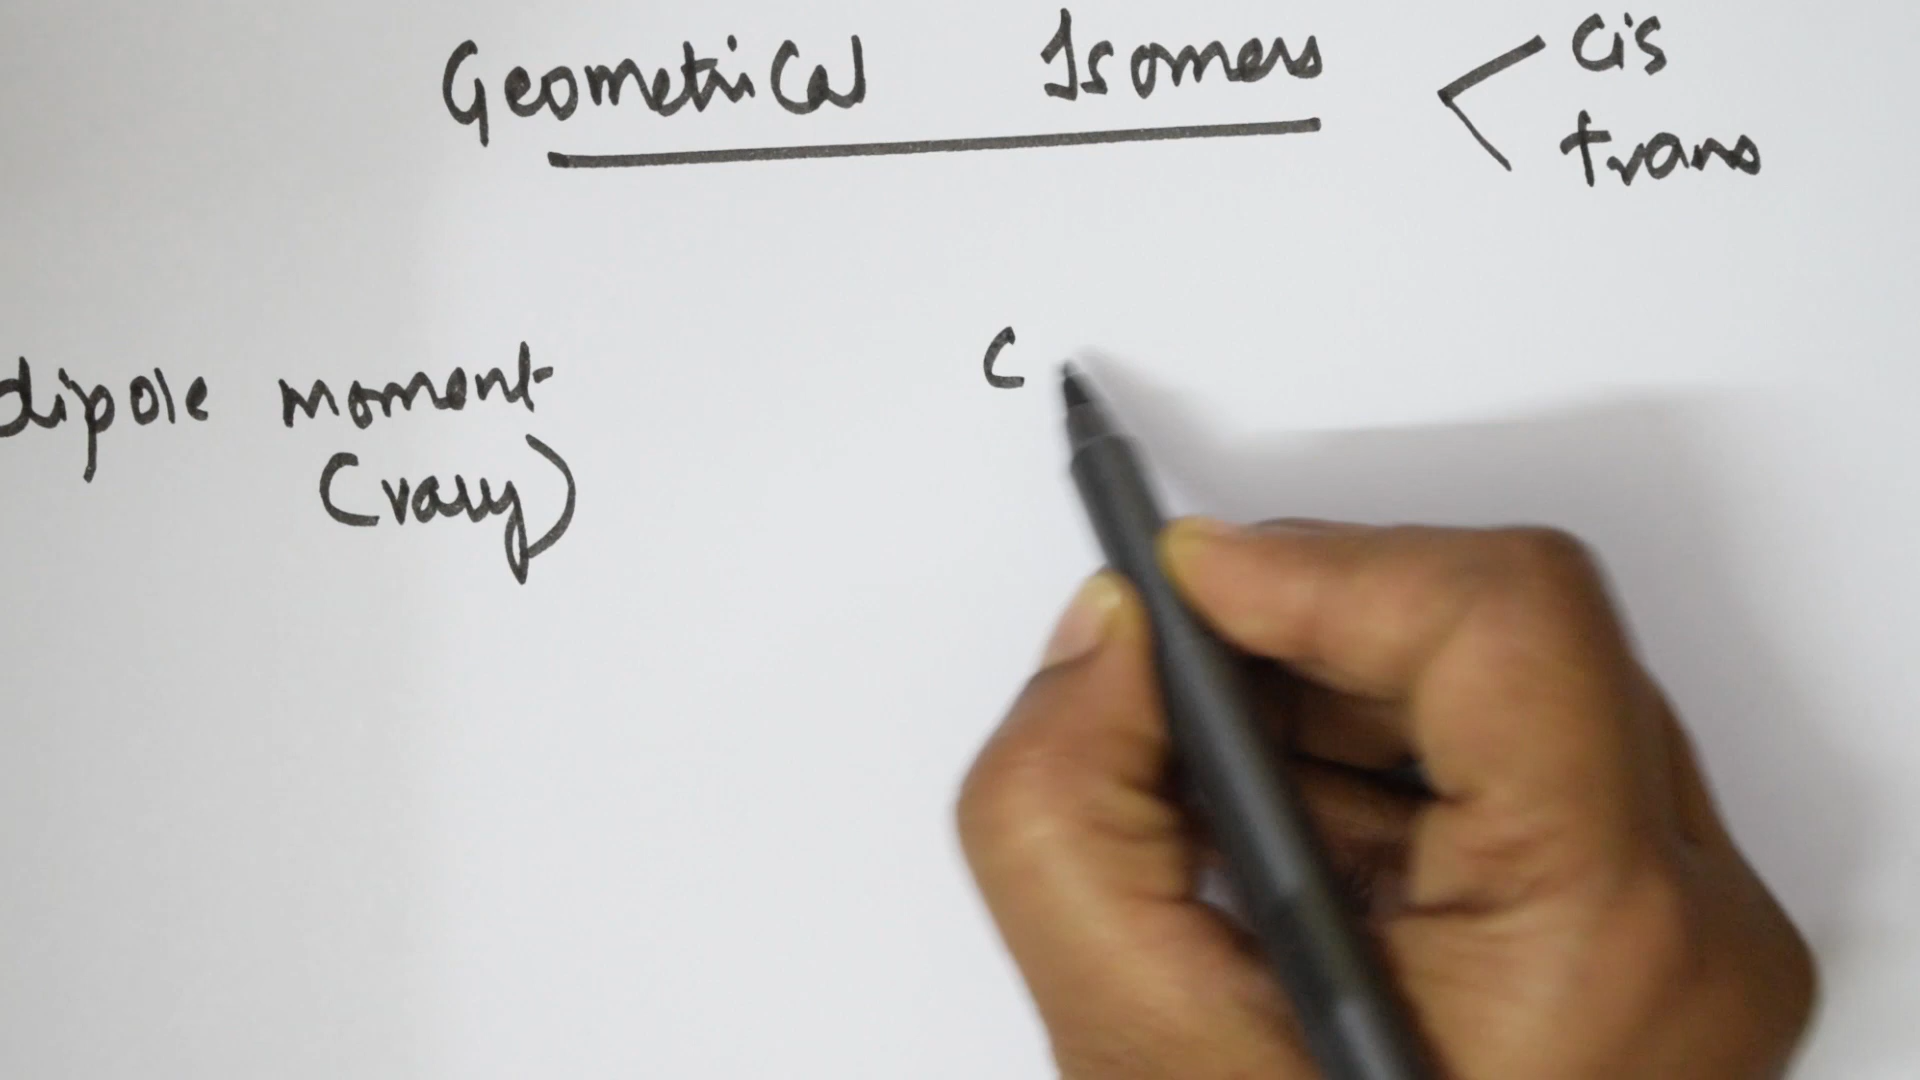 Geometrical Isomers < cis
trans
dipole moment
(vary)
C